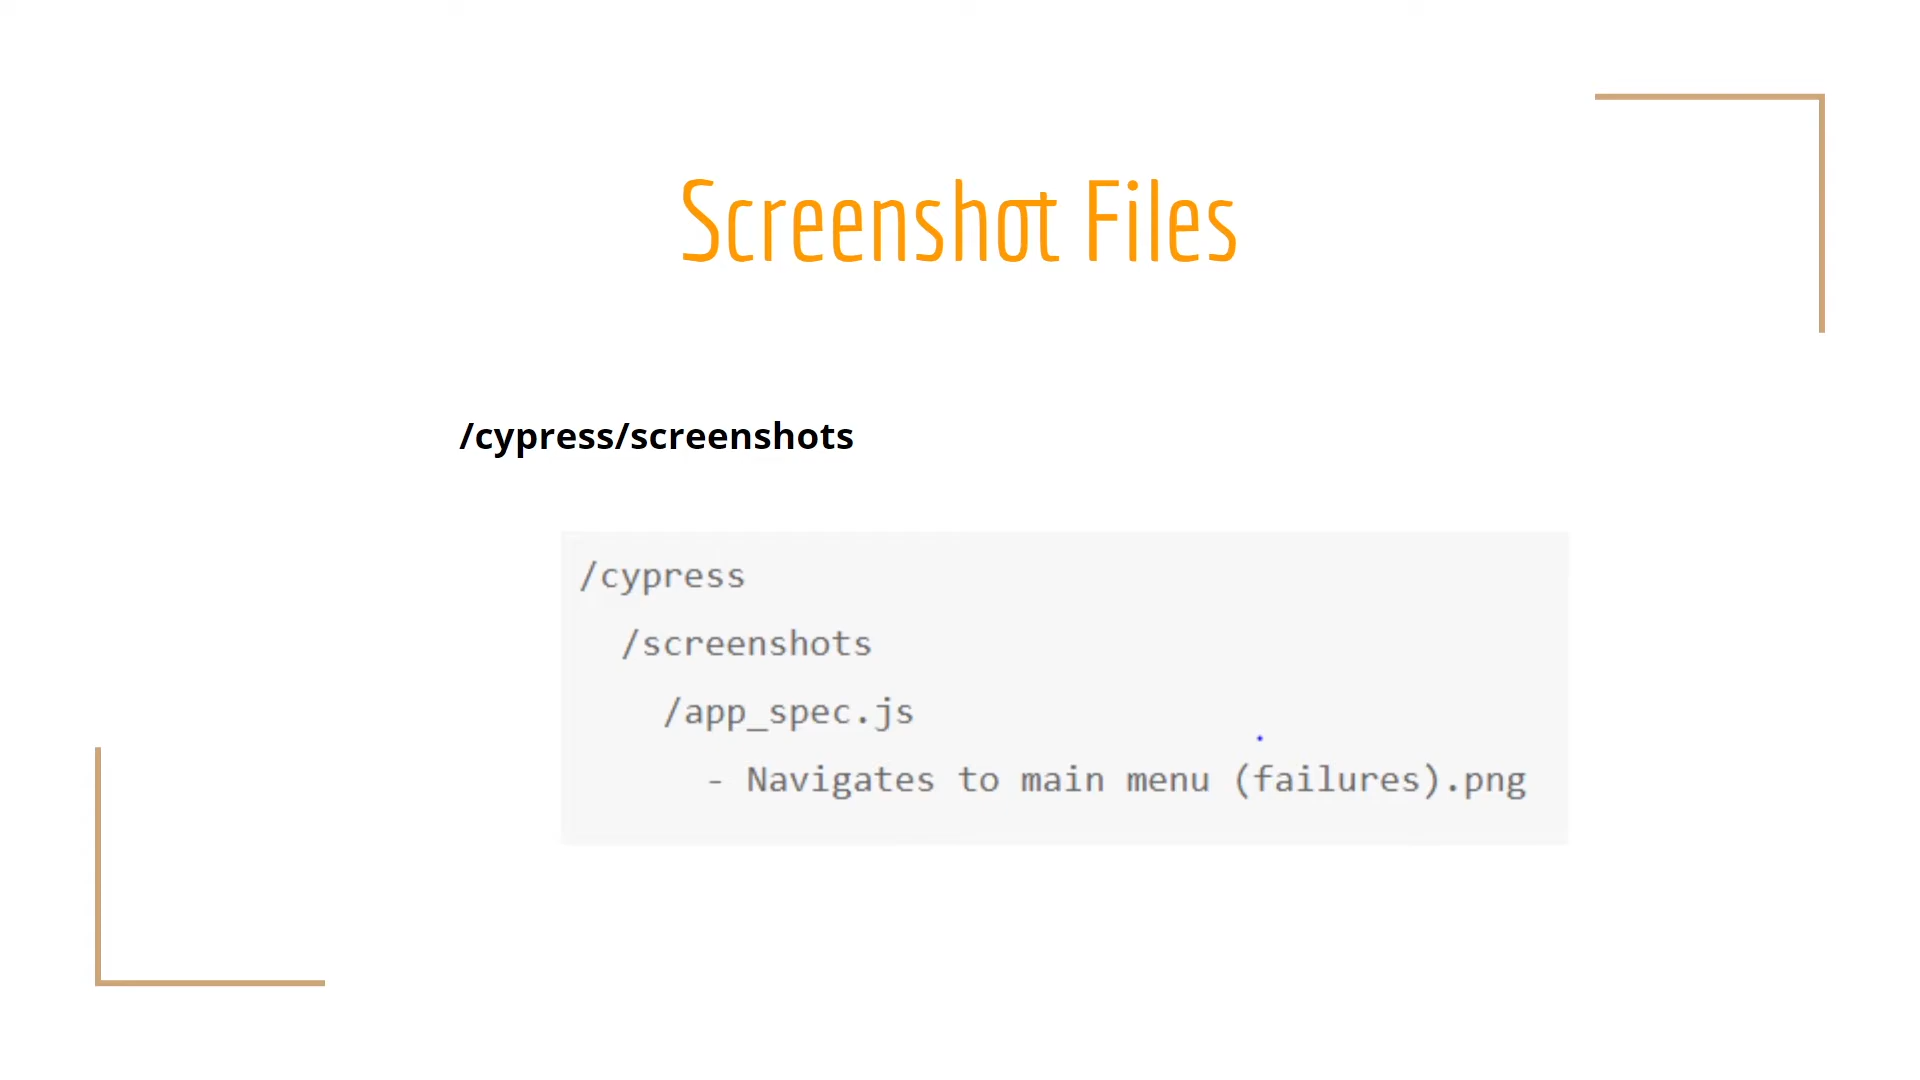 Screenshot Files
/cypress/screenshots
/cypress
/screenshots
/app_spec.js
- Navigates to main menu (failures).png